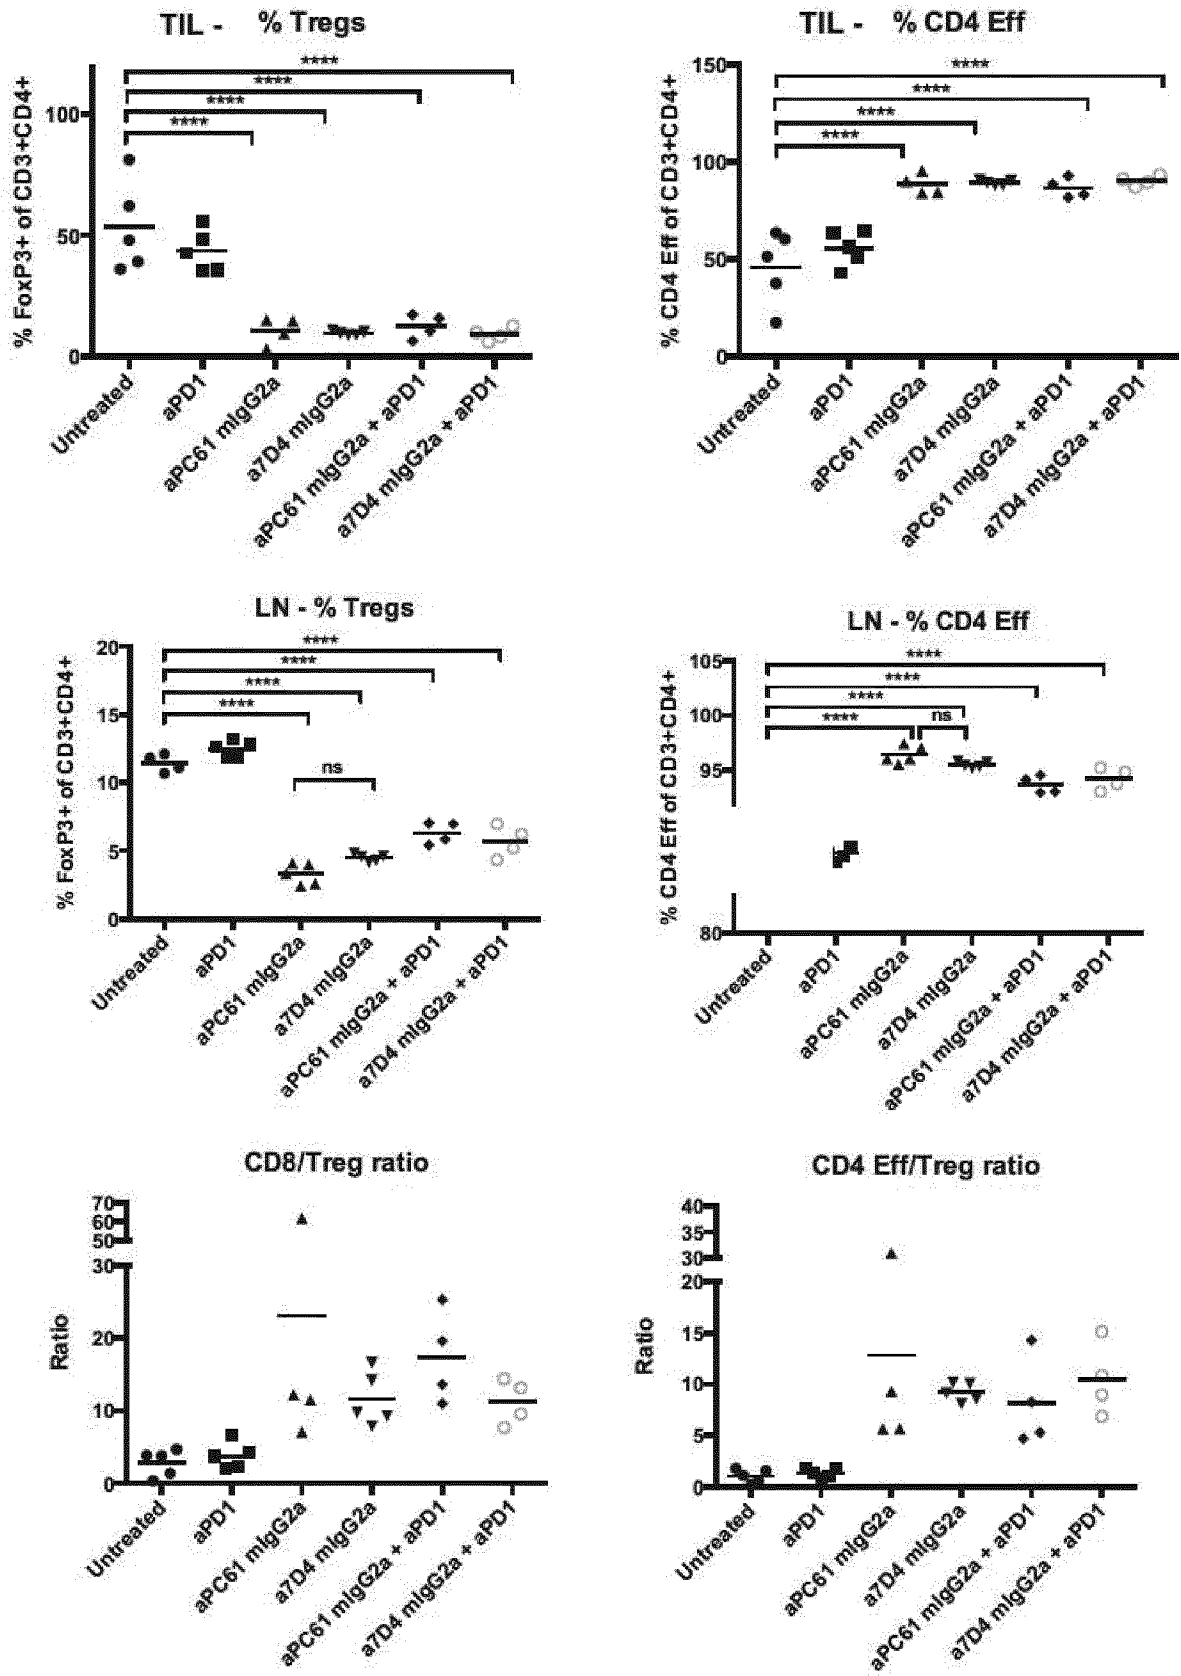 TIL - % Tregs
% FoxP3+ of CD3+CD4+
100
50
0
****
****
****
****
Untreated
aPD1
aPC61 mIgG2a
a7D4 mIgG2a
aPC61 mIgG2a + aPD1
a7D4 mIgG2a + aPD1
TIL - % CD4 Eff
% CD4 Eff of CD3+CD4+
150
100
50
0
****
****
****
****
Untreated
aPD1
aPC61 mIgG2a
a7D4 mIgG2a
aPC61 mIgG2a + aPD1
a7D4 mIgG2a + aPD1
LN - % Tregs
% FoxP3+ of CD3+CD4+
20
15
10
5
0
****
****
****
****
ns
Untreated
aPD1
aPC61 mIgG2a
a7D4 mIgG2a
aPC61 mIgG2a + aPD1
a7D4 mIgG2a + aPD1
LN - % CD4 Eff
% CD4 Eff of CD3+CD4+
105
100
95
80
****
****
****
****
ns
Untreated
aPD1
aPC61 mIgG2a
a7D4 mIgG2a
aPC61 mIgG2a + aPD1
a7D4 mIgG2a + aPD1
CD8/Treg ratio
Ratio
70
60
50
30
20
10
0
Untreated
aPD1
aPC61 mIgG2a
a7D4 mIgG2a
aPC61 mIgG2a + aPD1
a7D4 mIgG2a + aPD1
CD4 Eff/Treg ratio
Ratio
40
35
30
20
15
10
5
0
Untreated
aPD1
aPC61 mIgG2a
a7D4 mIgG2a
aPC61 mIgG2a + aPD1
a7D4 mIgG2a + aPD1